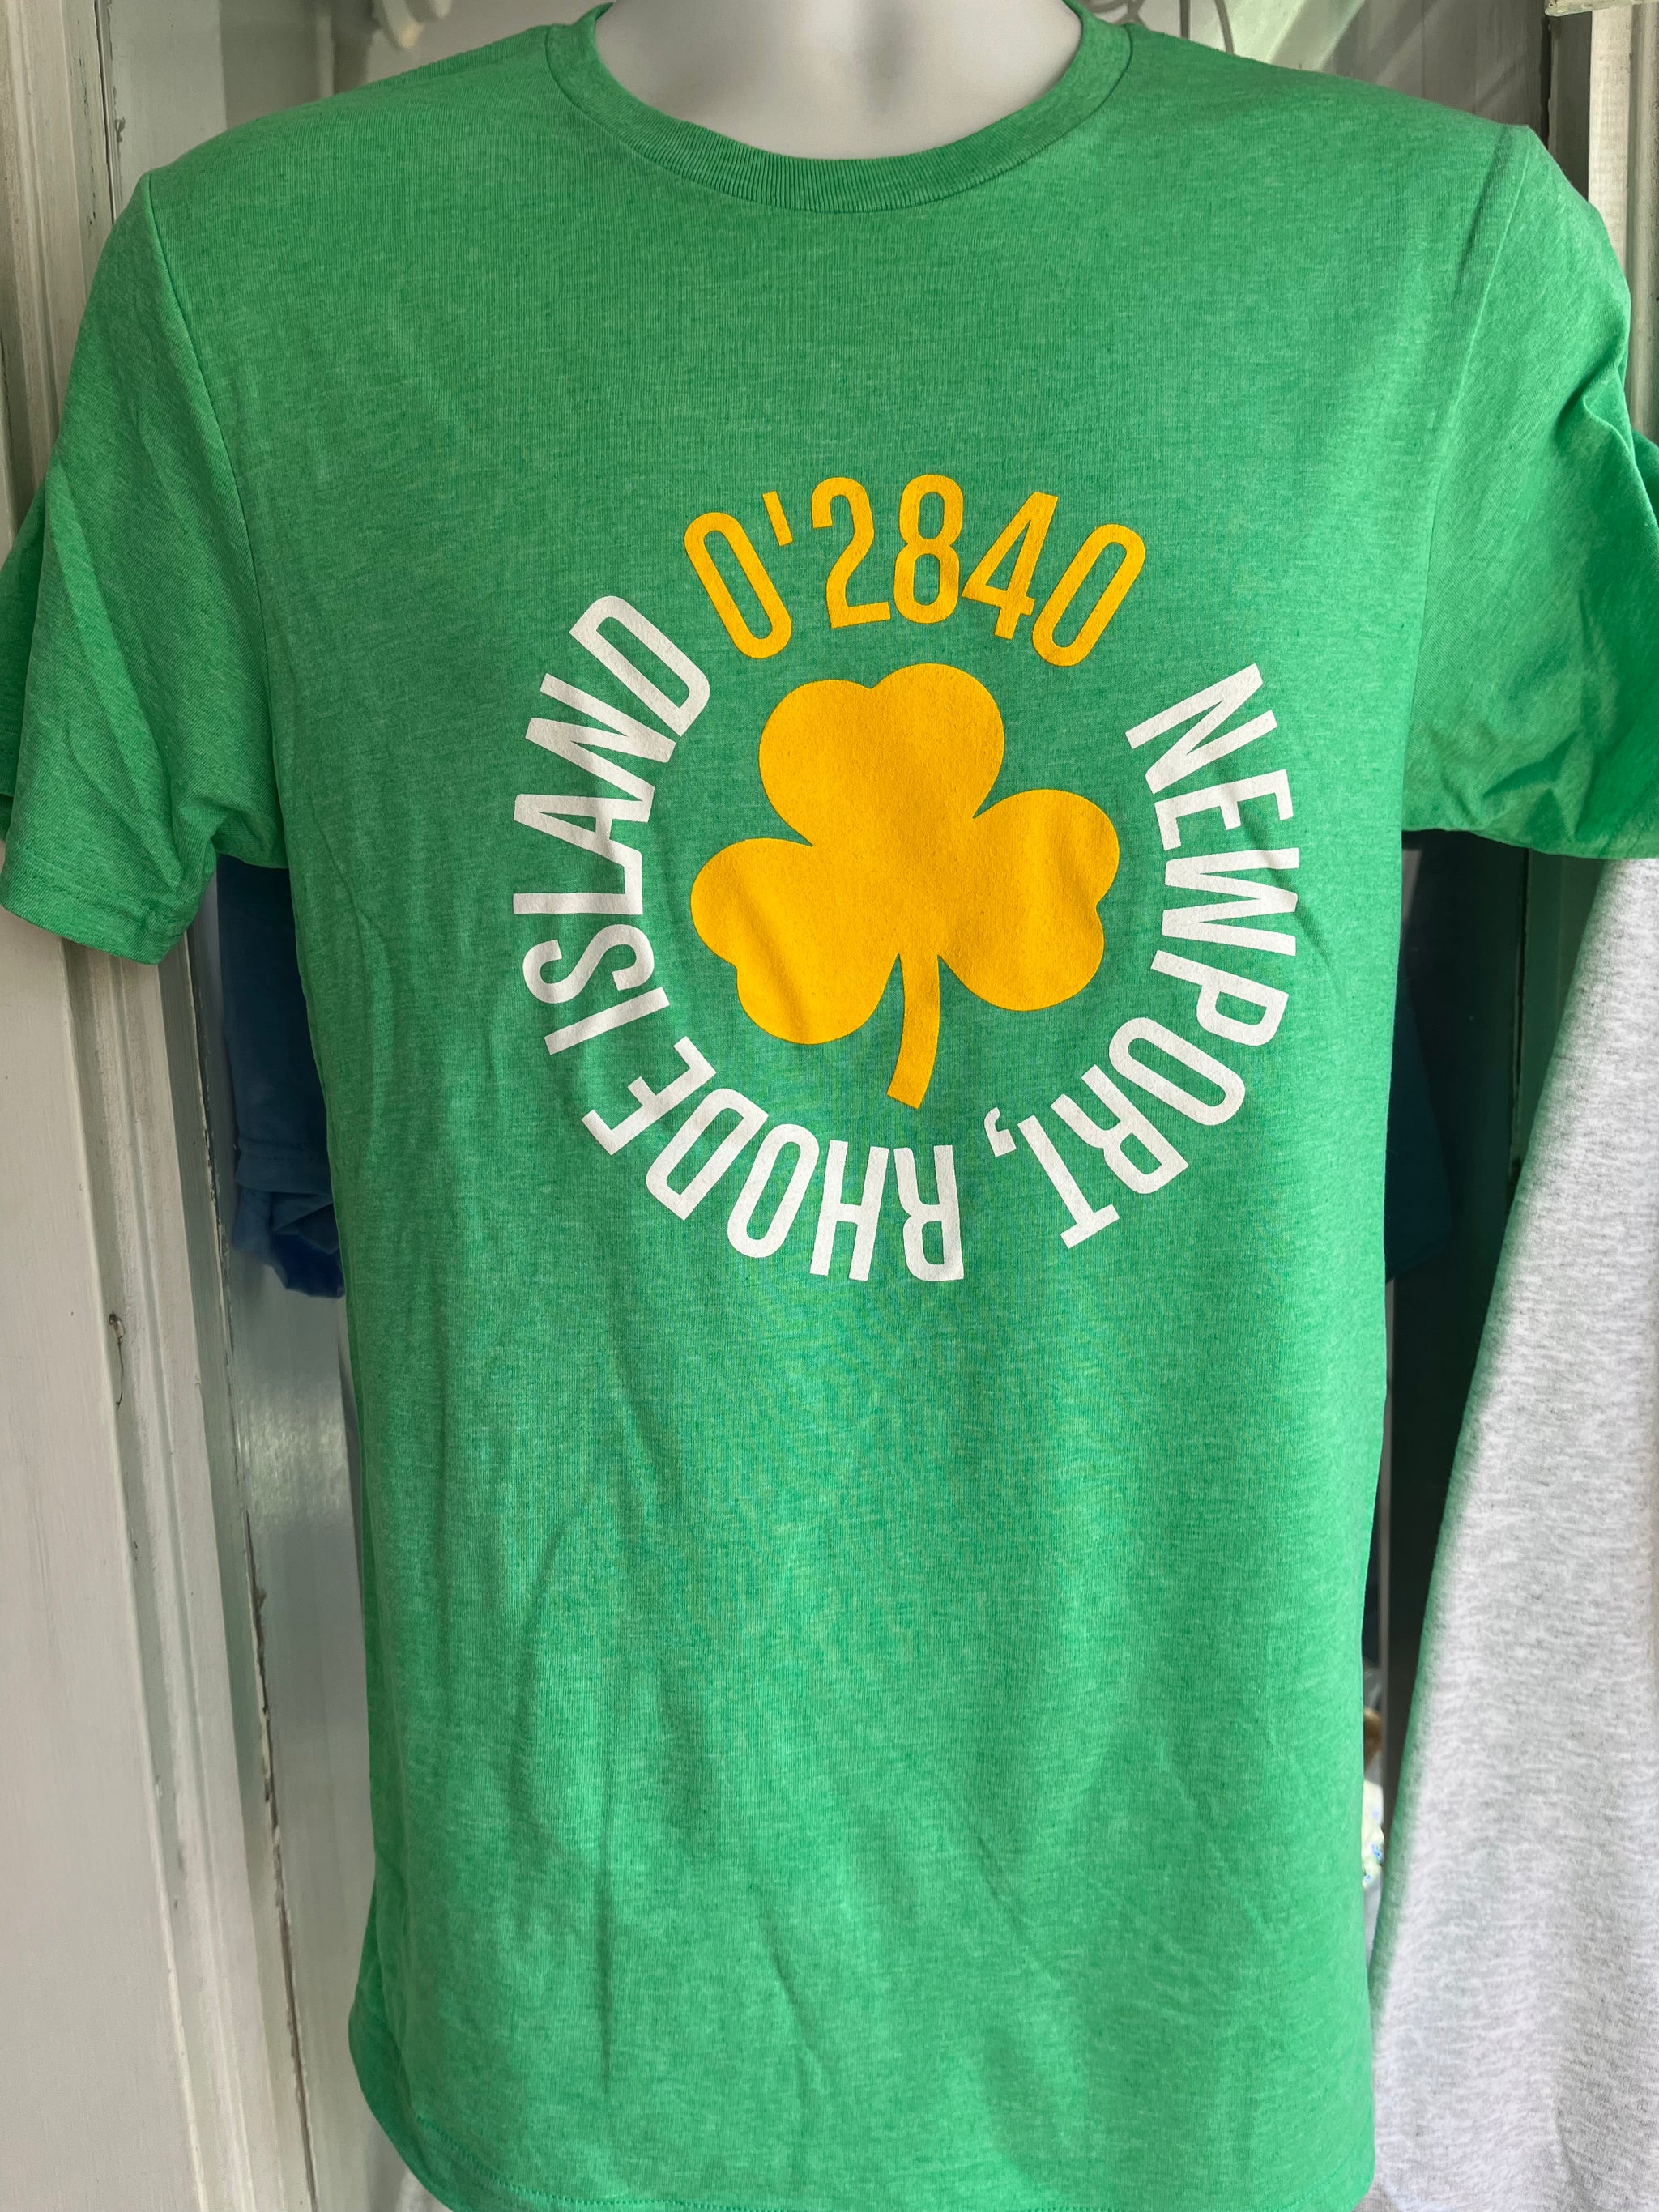 O'2840
NEWPORT, RHODE ISLAND